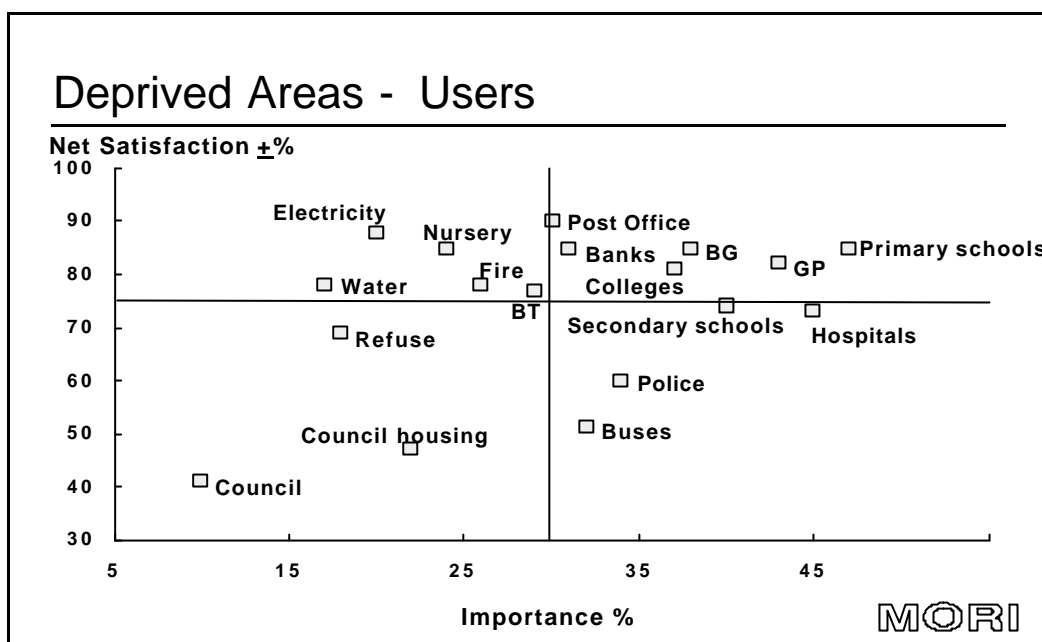 Deprived Areas - Users
Net Satisfaction ±%
100
90
80
70
60
50
40
30
Electricity
Nursery
Post Office
Banks
BG
Primary schools
Fire
GP
Water
Colleges
BT
Secondary schools
Hospitals
Refuse
Police
Council housing
Buses
Council
5
15
25
35
45
Importance %
MORI